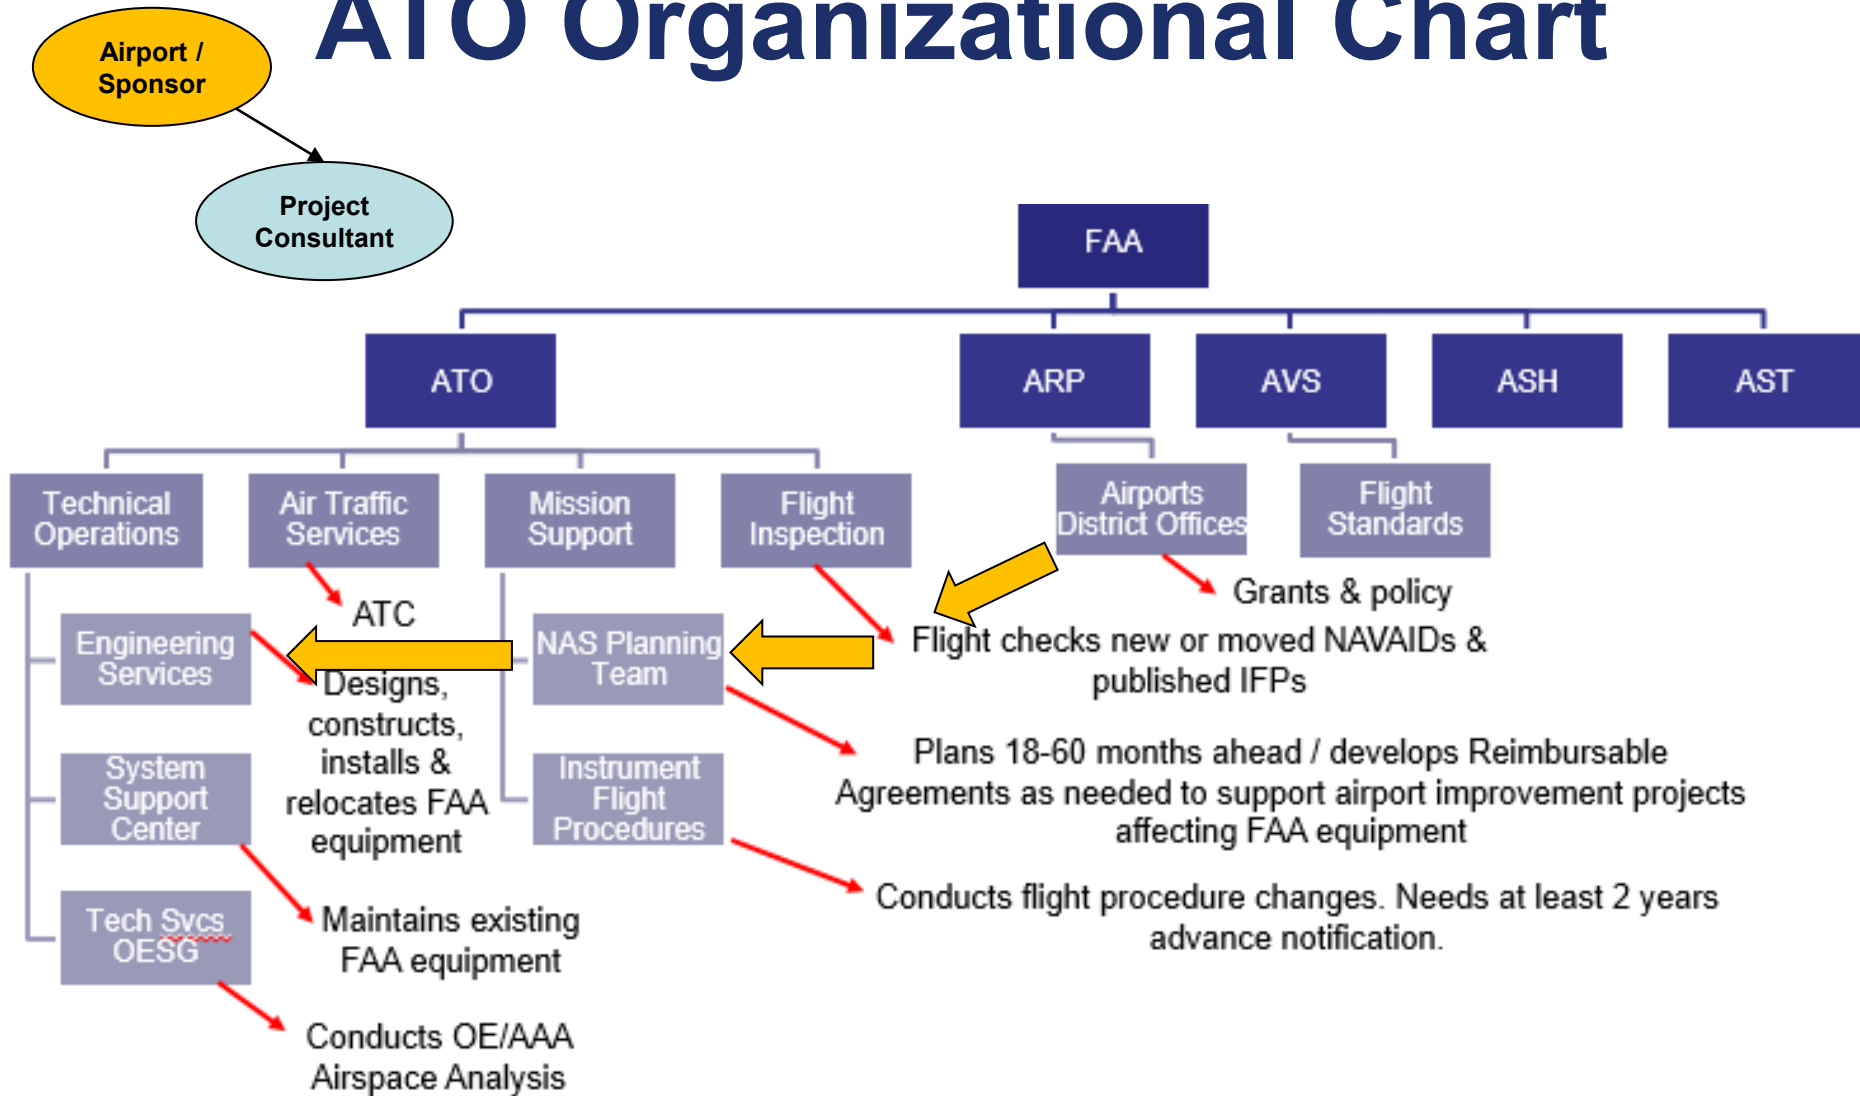 ATO Organizational Chart
Airport /
Sponsor
Project
Consultant
FAA
ATO
ARP
AVS
ASH
AST
Technical
Operations
Air Traffic
Services
Mission
Support
Flight
Inspection
Airports
District Offices
Flight
Standards
Grants & policy
ATC
Engineering
Services
NAS Planning
Team
Flight checks new or moved NAVAIDs &
published IFPs
Designs,
constructs,
installs &
relocates FAA
equipment
Plans 18-60 months ahead / develops Reimbursable
Agreements as needed to support airport improvement projects
affecting FAA equipment
System
Support
Center
Instrument
Flight
Procedures
Conducts flight procedure changes. Needs at least 2 years
advance notification.
Tech Svcs
OESG
Maintains existing
FAA equipment
Conducts OE/AAA
Airspace Analysis